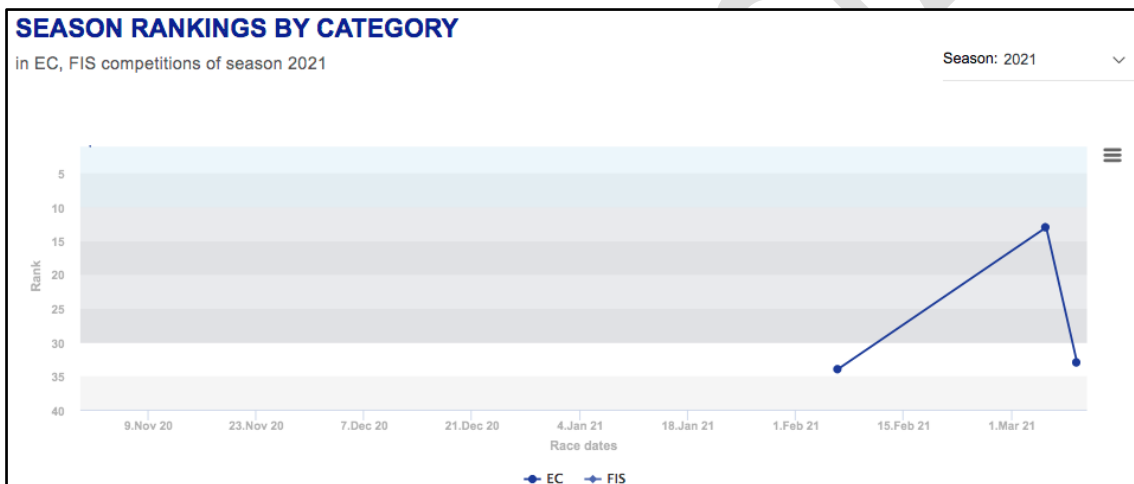 SEASON RANKINGS BY CATEGORY
in EC, FIS competitions of season 2021
Season: 2021
5
10
15
20
25
30
35
40
Rank
9.Nov 20 23.Nov 20 7.Dec 20 21.Dec 20 4.Jan 21 18.Jan 21 1.Feb 21 15.Feb 21 1.Mar 21
Race dates
EC FIS